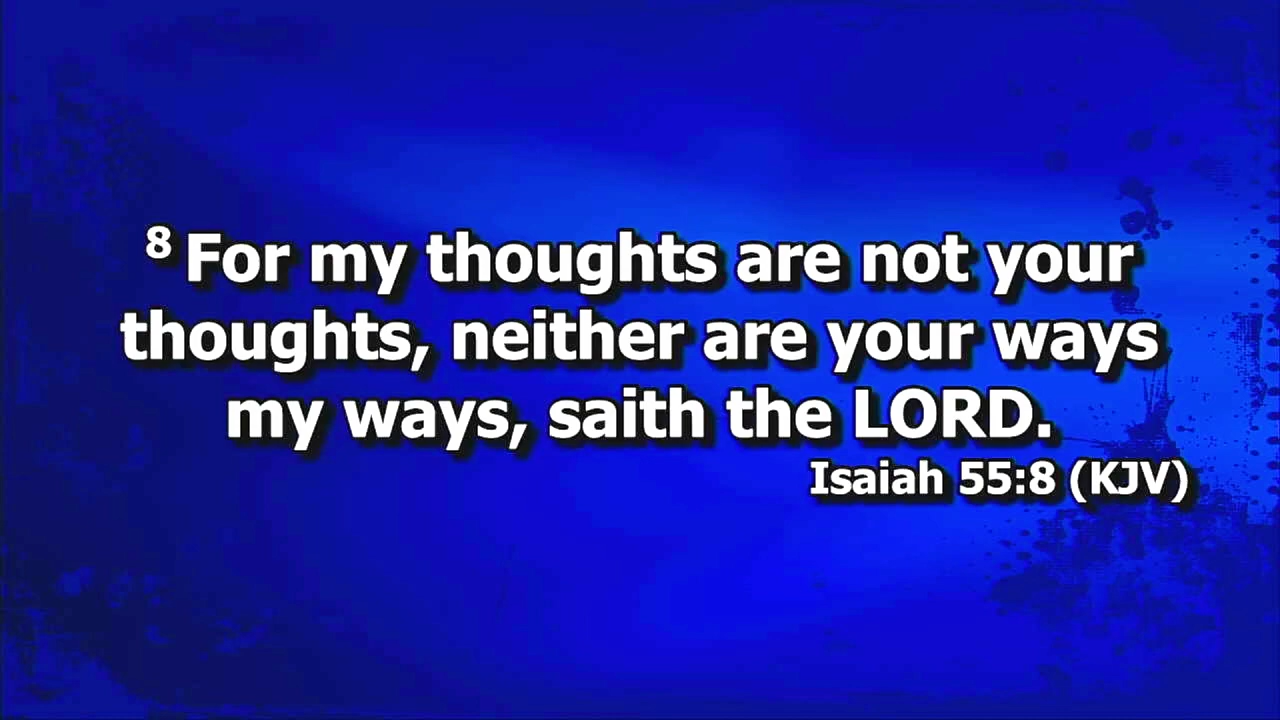 8 For my thoughts are not your
thoughts, neither are your ways
my ways, saith the LORD.
Isaiah 55:8 (KJV)